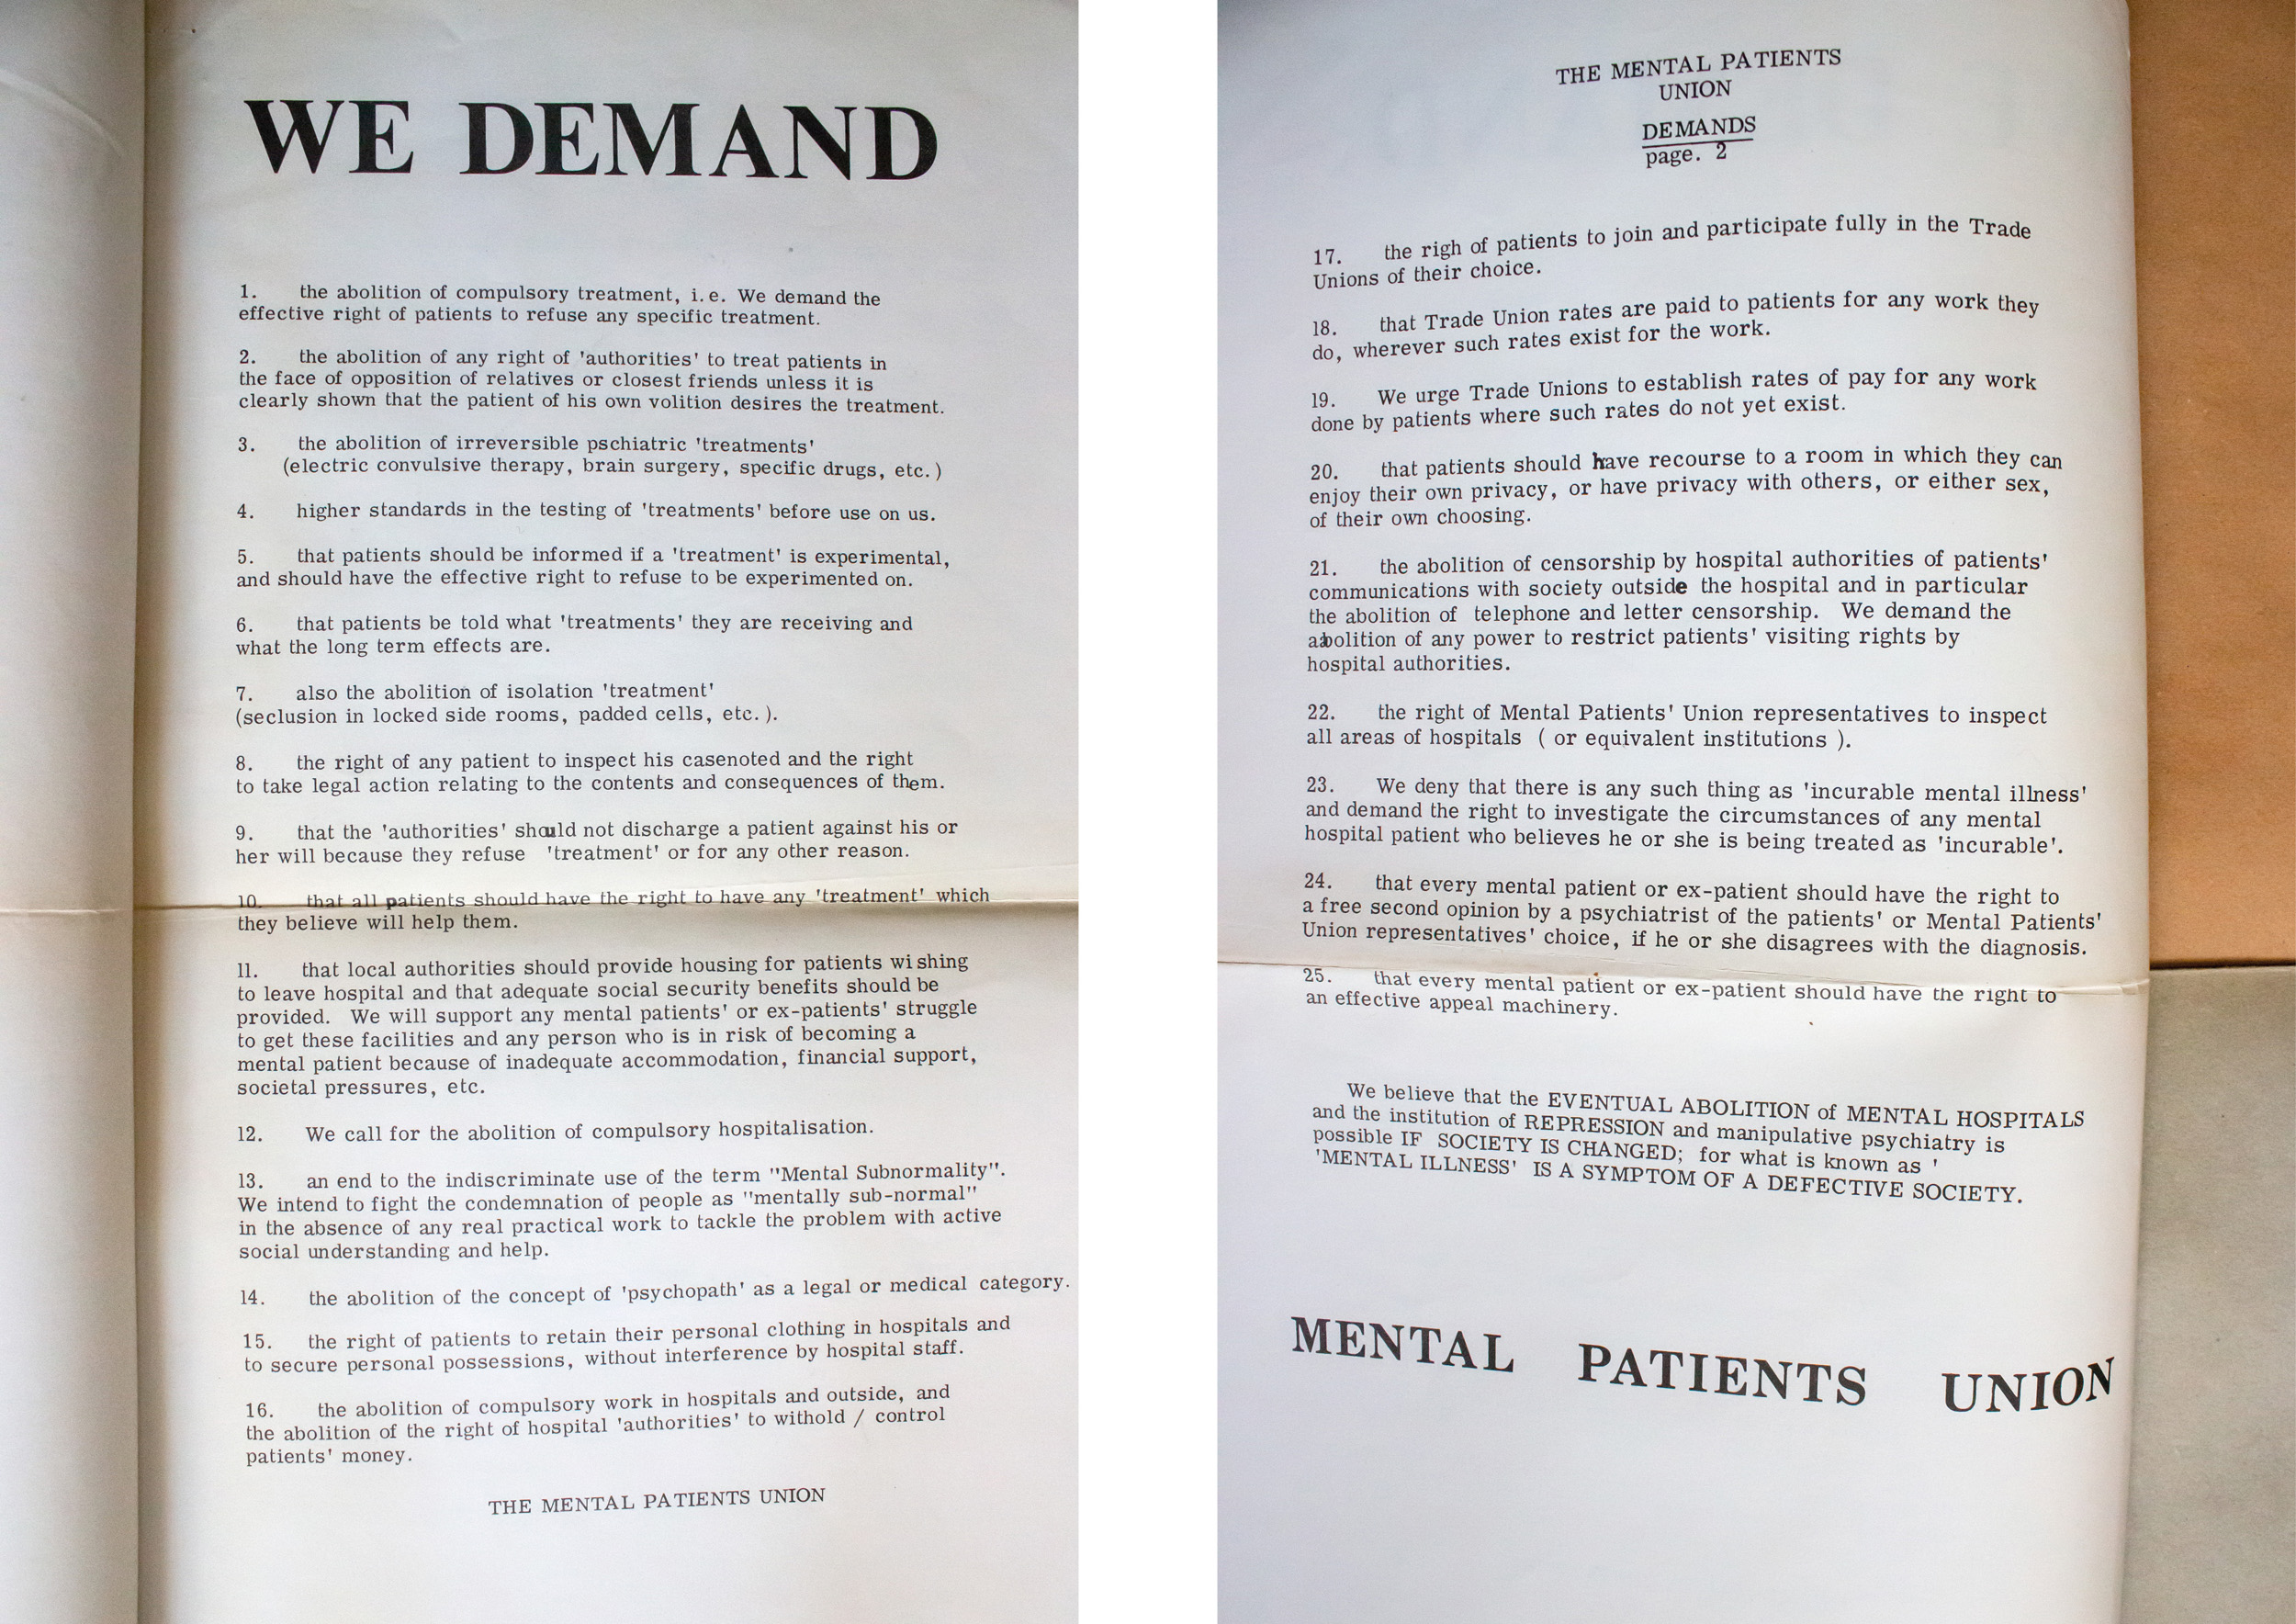 WE DEMAND
1. the abolition of compulsory treatment, i.e. We demand the
effective right of patients to refuse any specific treatment.
2. the abolition of any right of 'authorities' to treat patients in
the face of opposition of relatives or closest friends unless it is
clearly shown that the patient of his own volition desires the treatment.
3. the abolition of irreversible pschiatric 'treatments'
(electric convulsive therapy, brain surgery, specific drugs, etc.)
4. higher standards in the testing of 'treatments' before use on us.
5. that patients should be informed if a 'treatment' is experimental,
and should have the effective right to refuse to be experimented on.
6. that patients be told what 'treatments' they are receiving and
what the long term effects are.
7. also the abolition of isolation 'treatment'
(seclusion in locked side rooms, padded cells, etc.).
8. the right of any patient to inspect his casenoted and the right
to take legal action relating to the contents and consequences of them.
9. that the 'authorities' should not discharge a patient against his or
her will because they refuse 'treatment' or for any other reason.
10. that all patients should have the right to have any 'treatment' which
they believe will help them.
11. that local authorities should provide housing for patients wishing
to leave hospital and that adequate social security benefits should be
provided. We will support any mental patients' or ex-patients' struggle
to get these facilities and any person who is in risk of becoming a
mental patient because of inadequate accommodation, financial support,
societal pressures, etc.
12. We call for the abolition of compulsory hospitalisation.
13. an end to the indiscriminate use of the term "Mental Subnormality".
We intend to fight the condemnation of people as "mentally sub-normal"
in the absence of any real practical work to tackle the problem with active
social understanding and help.
14. the abolition of the concept of 'psychopath' as a legal or medical category.
15. the right of patients to retain their personal clothing in hospitals and
to secure personal possessions, without interference by hospital staff.
16. the abolition of compulsory work in hospitals and outside, and
the abolition of the right of hospital 'authorities' to withold / control
patients' money.
THE MENTAL PATIENTS UNION
THE MENTAL PATIENTS
UNION
DEMANDS
page. 2
17. the righ of patients to join and participate fully in the Trade
Unions of their choice.
18. that Trade Union rates are paid to patients for any work they
do, wherever such rates exist for the work.
19. We urge Trade Unions to establish rates of pay for any work
done by patients where such rates do not yet exist.
20. that patients should have recourse to a room in which they can
enjoy their own privacy, or have privacy with others, or either sex,
of their own choosing.
21. the abolition of censorship by hospital authorities of patients'
communications with society outside the hospital and in particular
the abolition of telephone and letter censorship. We demand the
abolition of any power to restrict patients' visiting rights by
hospital authorities.
22. the right of Mental Patients' Union representatives to inspect
all areas of hospitals ( or equivalent institutions ).
23. We deny that there is any such thing as 'incurable mental illness'
and demand the right to investigate the circumstances of any mental
hospital patient who believes he or she is being treated as 'incurable'.
24. that every mental patient or ex-patient should have the right to
a free second opinion by a psychiatrist of the patients' or Mental Patients'
Union representatives' choice, if he or she disagrees with the diagnosis.
25. that every mental patient or ex-patient should have the right to
an effective appeal machinery.
We believe that the EVENTUAL ABOLITION of MENTAL HOSPITALS
and the institution of REPRESSION and manipulative psychiatry is
possible IF SOCIETY IS CHANGED; for what is known as '
'MENTAL ILLNESS' IS A SYMPTOM OF A DEFECTIVE SOCIETY.
MENTAL PATIENTS UNION